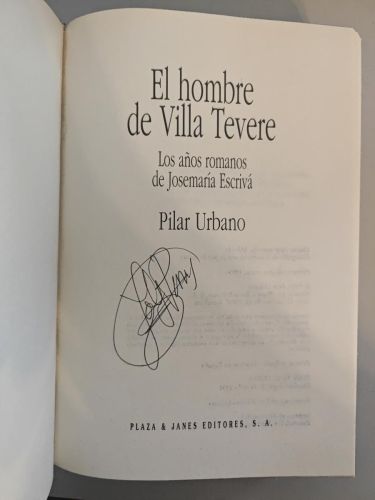 El hombre
de Villa Tevere
Los años romanos
de Josemaría Escrivá
Pilar Urbano
PLAZA & JANES EDITORES, S. A.